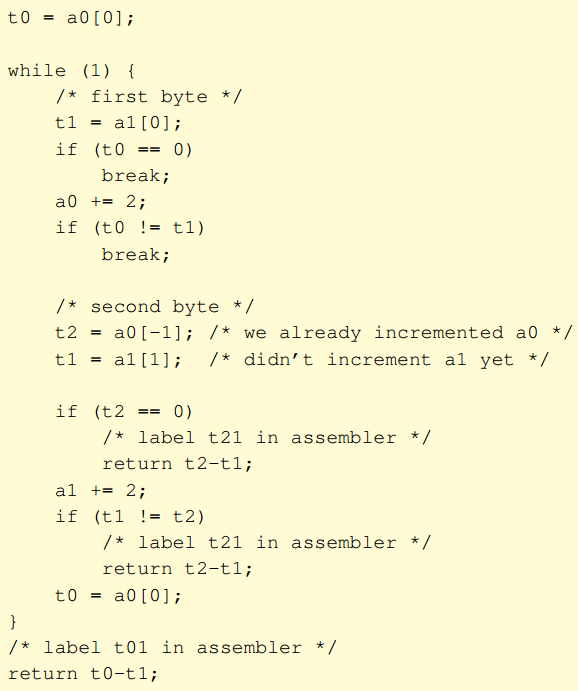 t0 = a0[0];

while (1) {
    /* first byte */
    t1 = a1[0];
    if (t0 == 0)
        break;
    a0 += 2;
    if (t0 != t1)
        break;

    /* second byte */
    t2 = a0[-1]; /* we already incremented a0 */
    t1 = a1[1];  /* didn't increment a1 yet */

    if (t2 == 0)
        /* label t21 in assembler */
        return t2-t1;
    a1 += 2;
    if (t1 != t2)
        /* label t21 in assembler */
        return t2-t1;
    t0 = a0[0];
}
/* label t01 in assembler */
return t0-t1;